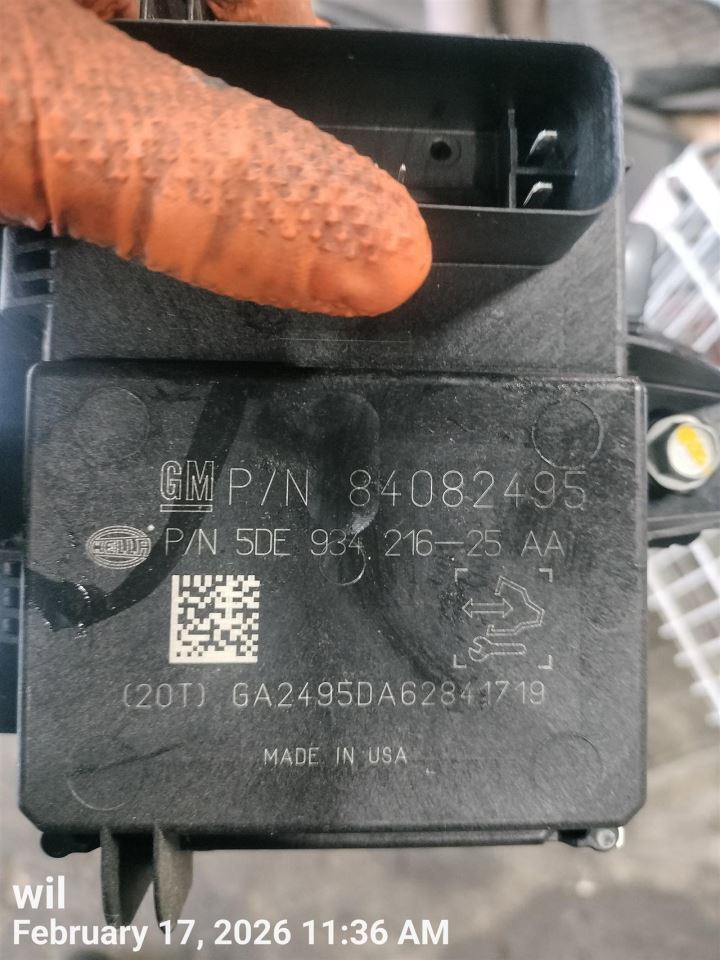 GM P/N 84082495
HELLA P/N 5DE 934 216-25 AA
(20T) GA2495DA62841719
MADE IN USA
wil
February 17, 2026 11:36 AM